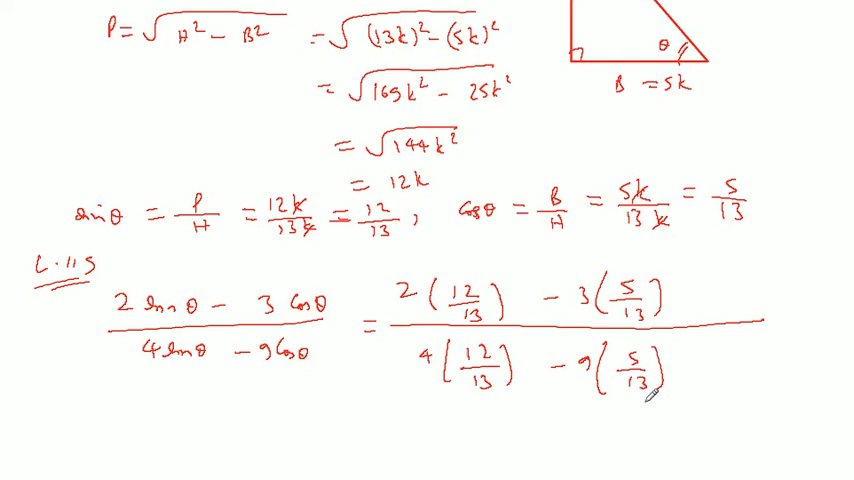 P = √(H² − B²) = √((13k)² − (5k)²)
= √(169k² − 25k²)
= √(144k²)
= 12k
θ
B = 5k
sinθ = P/H = 12k/13k = 12/13 , cosθ = B/H = 5k/13k = 5/13
L.H.S
(2 sinθ − 3 cosθ)/(4 sinθ − 9 cosθ) = (2(12/13) − 3(5/13))/(4(12/13) − 9(5/13))